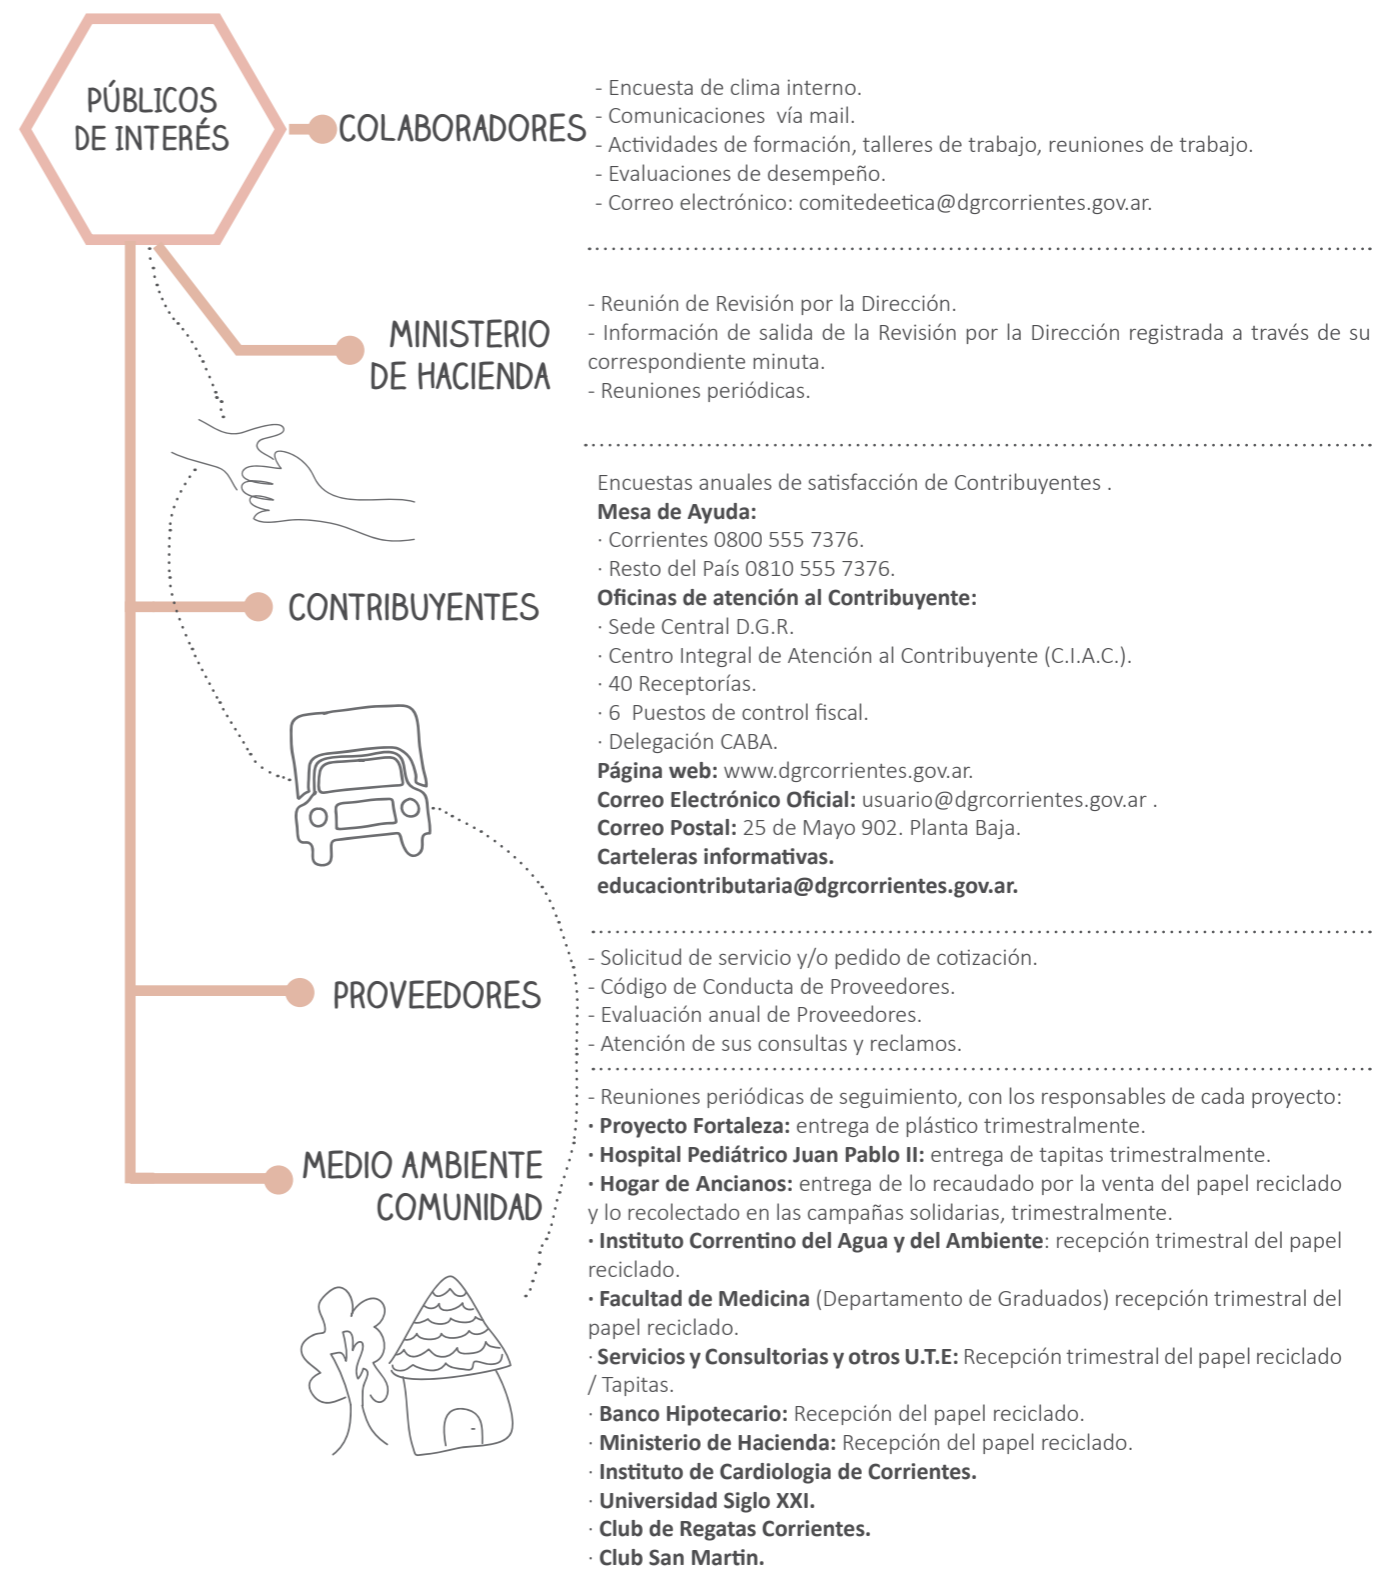 PÚBLICOS
DE INTERÉS
COLABORADORES
- Encuesta de clima interno.
- Comunicaciones vía mail.
- Actividades de formación, talleres de trabajo, reuniones de trabajo.
- Evaluaciones de desempeño.
- Correo electrónico: comitedeetica@dgrcorrientes.gov.ar.
MINISTERIO
DE HACIENDA
- Reunión de Revisión por la Dirección.
- Información de salida de la Revisión por la Dirección registrada a través de su
correspondiente minuta.
- Reuniones periódicas.
CONTRIBUYENTES
Encuestas anuales de satisfacción de Contribuyentes .
Mesa de Ayuda:
· Corrientes 0800 555 7376.
· Resto del País 0810 555 7376.
Oficinas de atención al Contribuyente:
· Sede Central D.G.R.
· Centro Integral de Atención al Contribuyente (C.I.A.C.).
· 40 Receptorías.
· 6 Puestos de control fiscal.
· Delegación CABA.
Página web: www.dgrcorrientes.gov.ar.
Correo Electrónico Oficial: usuario@dgrcorrientes.gov.ar .
Correo Postal: 25 de Mayo 902. Planta Baja.
Carteleras informativas.
educaciontributaria@dgrcorrientes.gov.ar.
PROVEEDORES
- Solicitud de servicio y/o pedido de cotización.
- Código de Conducta de Proveedores.
- Evaluación anual de Proveedores.
- Atención de sus consultas y reclamos.
MEDIO AMBIENTE
COMUNIDAD
- Reuniones periódicas de seguimiento, con los responsables de cada proyecto:
· Proyecto Fortaleza: entrega de plástico trimestralmente.
· Hospital Pediátrico Juan Pablo II: entrega de tapitas trimestralmente.
· Hogar de Ancianos: entrega de lo recaudado por la venta del papel reciclado
y lo recolectado en las campañas solidarias, trimestralmente.
· Instituto Correntino del Agua y del Ambiente: recepción trimestral del papel
reciclado.
· Facultad de Medicina (Departamento de Graduados) recepción trimestral del
papel reciclado.
· Servicios y Consultorias y otros U.T.E: Recepción trimestral del papel reciclado
/ Tapitas.
· Banco Hipotecario: Recepción del papel reciclado.
· Ministerio de Hacienda: Recepción del papel reciclado.
· Instituto de Cardiologia de Corrientes.
· Universidad Siglo XXI.
· Club de Regatas Corrientes.
· Club San Martin.